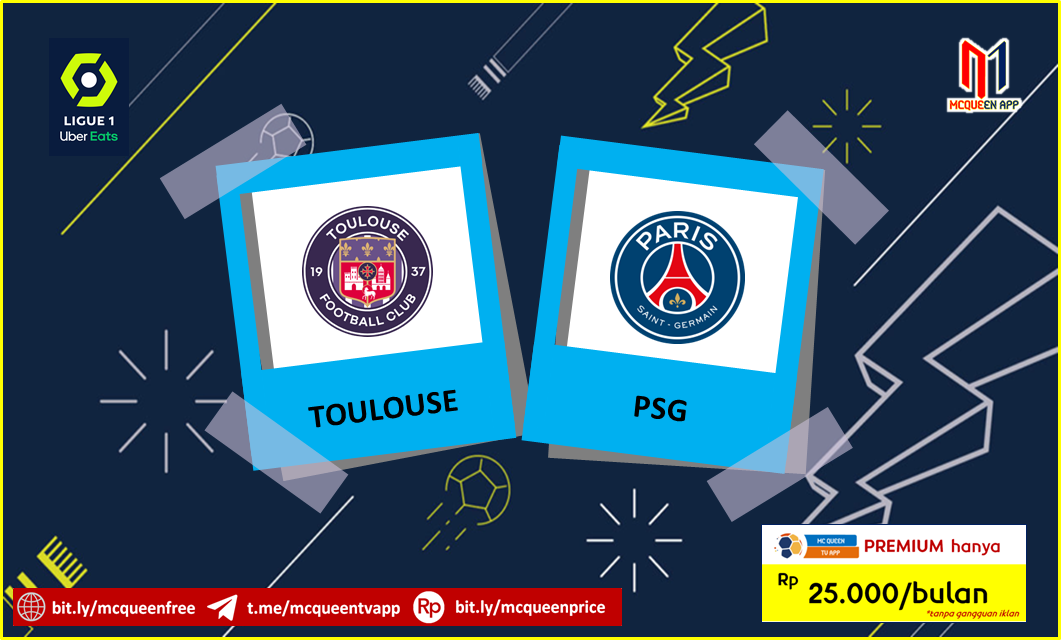 LIGUE 1
Uber Eats
MCQUEEN APP
TOULOUSE
19 37
FOOTBALL CLUB
TOULOUSE
PARIS
SAINT - GERMAIN
PSG
MC QUEEN
TV APP
PREMIUM hanya
Rp 25.000/bulan
*tanpa gangguan iklan
bit.ly/mcqueenfree t.me/mcqueentvapp Rp bit.ly/mcqueenprice